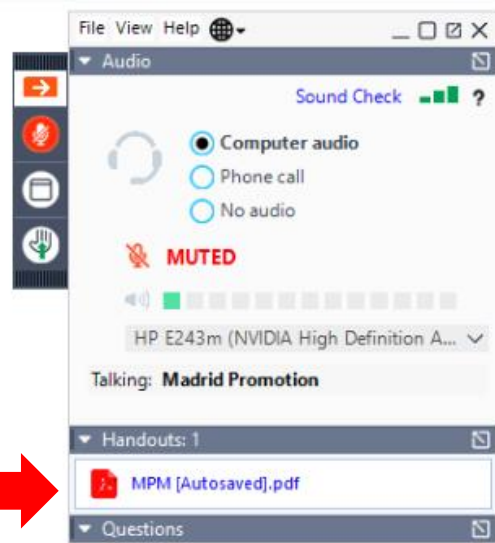 File View Help
Audio
Sound Check ?
Computer audio
Phone call
No audio
MUTED
HP E243m (NVIDIA High Definition A...
Talking: Madrid Promotion
Handouts: 1
MPM [Autosaved].pdf
Questions